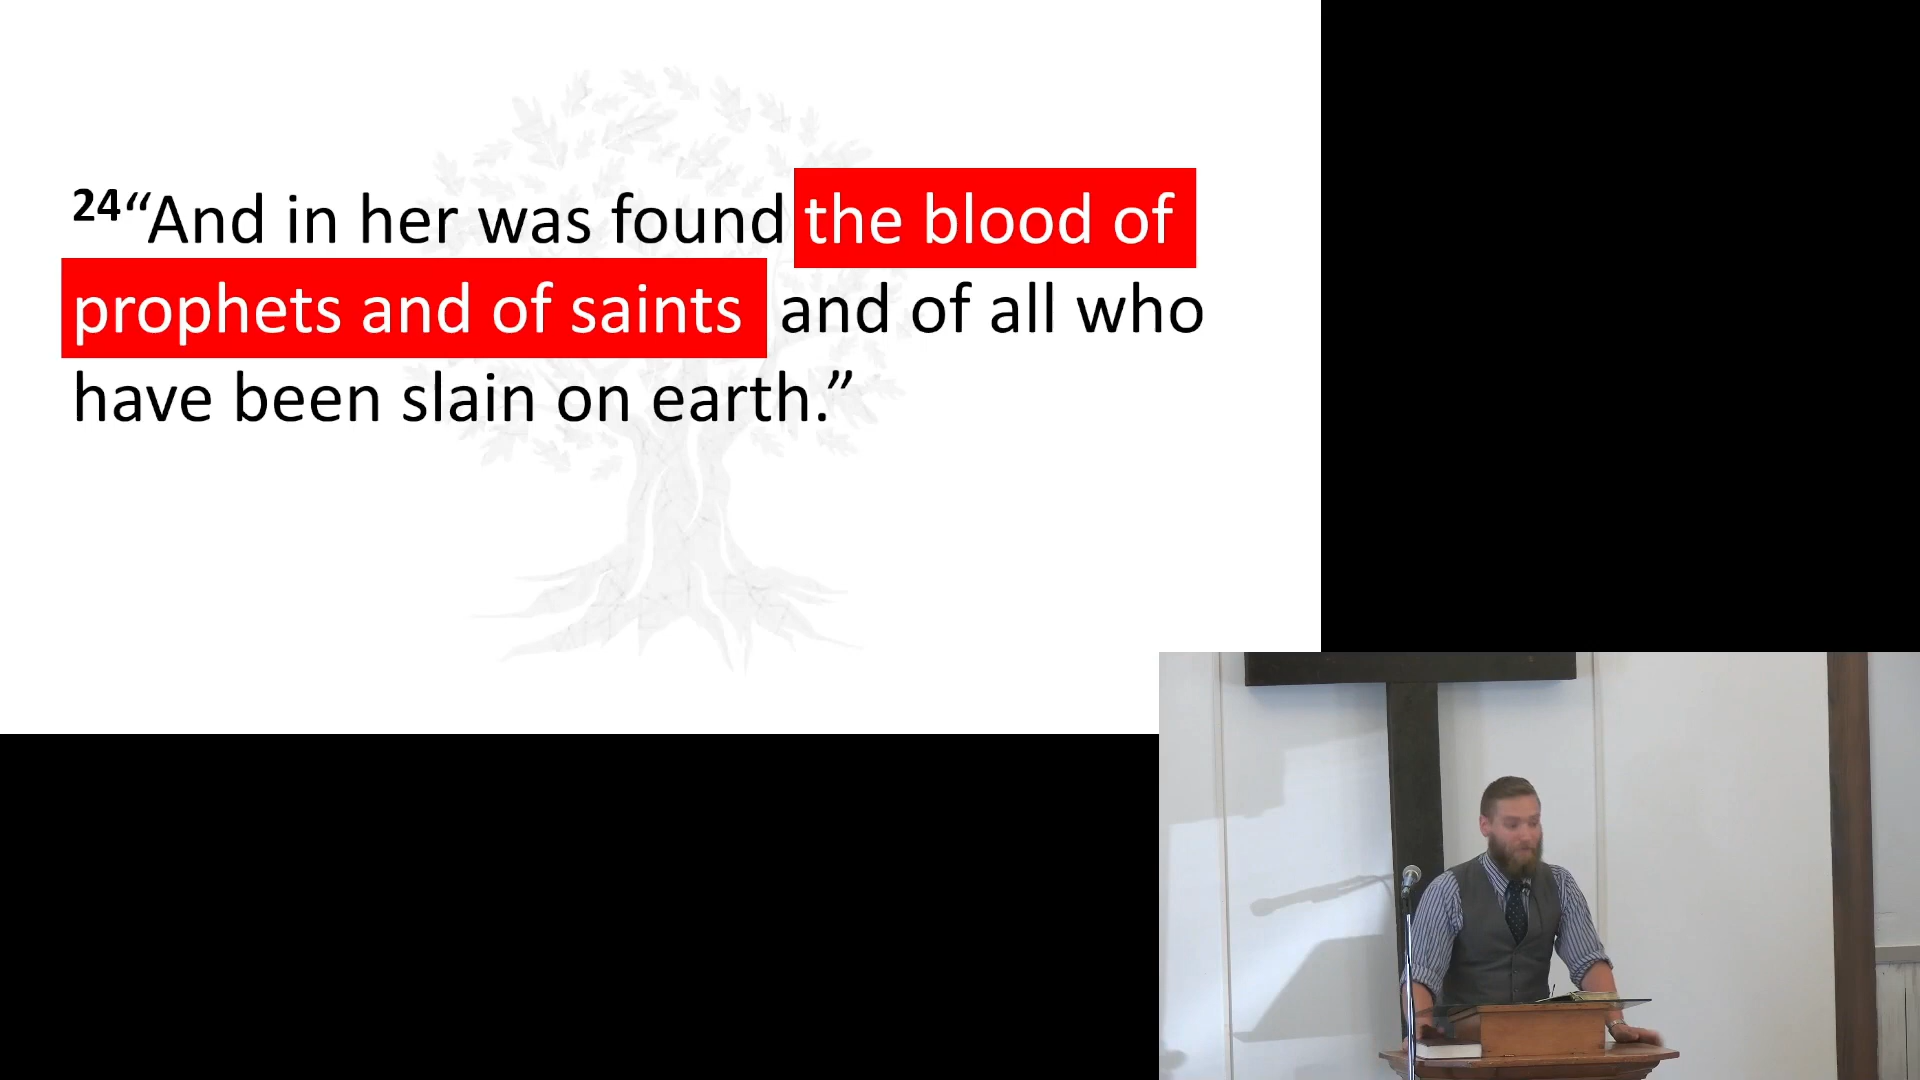 24“And in her was found the blood of
prophets and of saints and of all who
have been slain on earth.”